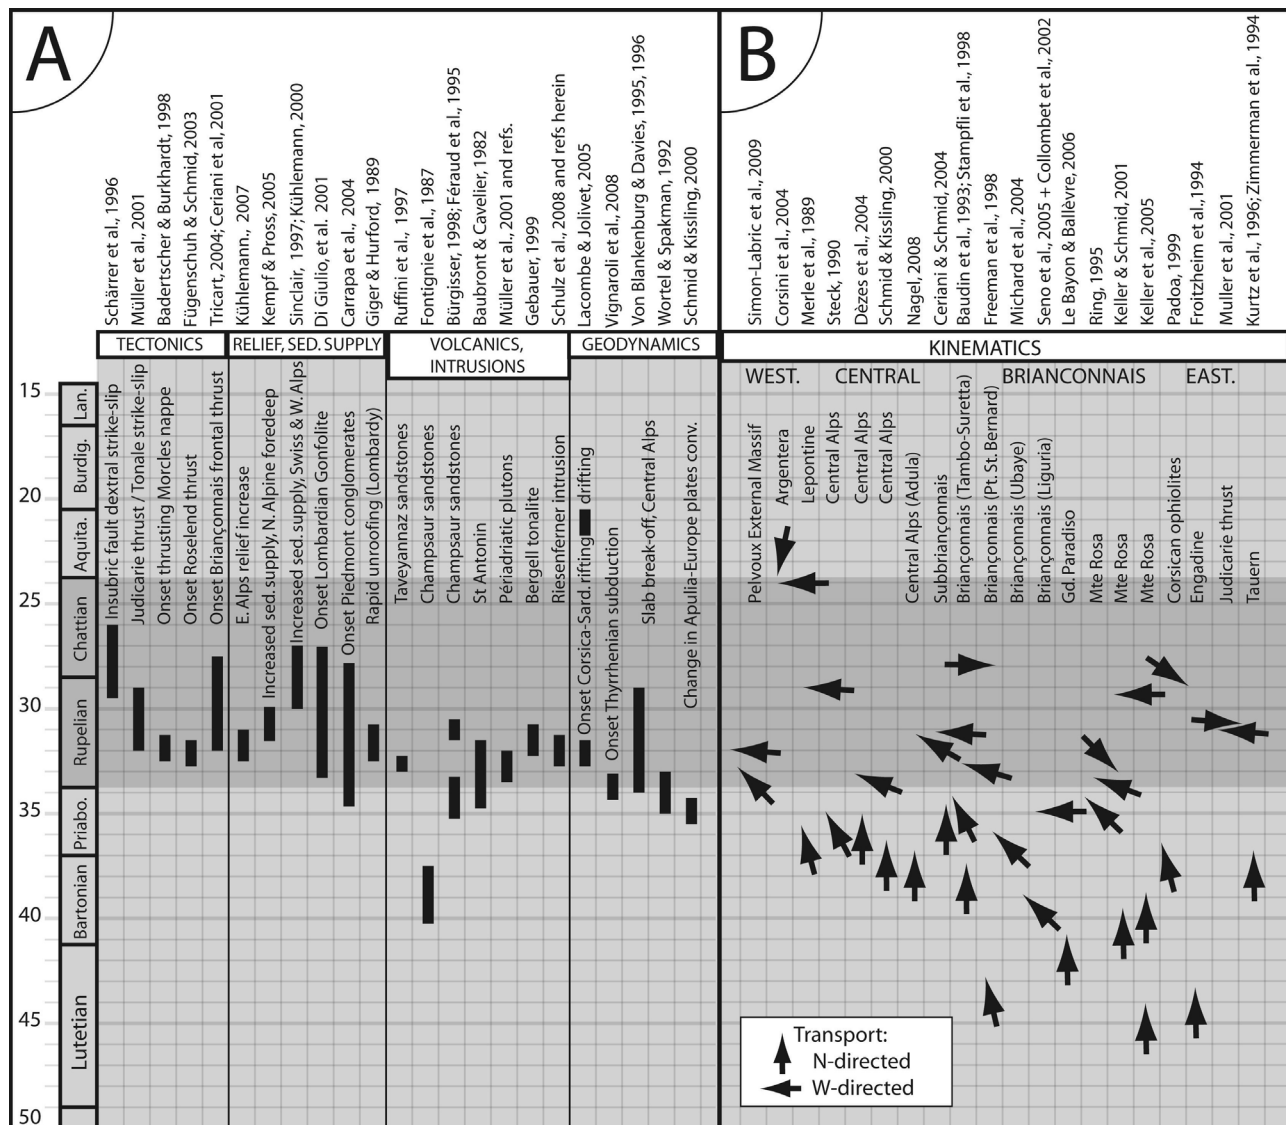 A
Schärrer et al., 1996
Müller et al., 2001
Badertscher & Burkhardt, 1998
Fügenschuh & Schmid, 2003
Tricart, 2004; Ceriani et al, 2001
Kühlemann., 2007
Kempf & Pross, 2005
Sinclair, 1997; Kühlemann, 2000
Di Giulio, et al. 2001
Carrapa et al., 2004
Giger & Hurford, 1989
Ruffini et al., 1997
Fontignie et al., 1987
Bürgisser, 1998; Féraud et al., 1995
Baubront & Cavelier, 1982
Müller et al., 2001 and refs.
Gebauer, 1999
Schulz et al., 2008 and refs herein
Lacombe & Jolivet, 2005
Vignaroli et al., 2008
Von Blankenburg & Davies, 1995, 1996
Wortel & Spakman, 1992
Schmid & Kissling, 2000
TECTONICS
RELIEF, SED. SUPPLY
VOLCANICS,
INTRUSIONS
GEODYNAMICS
15
20
25
30
35
40
45
50
Lan.
Burdig.
Aquita.
Chattian
Rupelian
Priabo.
Bartonian
Lutetian
Insubric fault dextral strike-slip
Judicarie thrust / Tonale strike-slip
Onset thrusting Morcles nappe
Onset Roselend thrust
Onset Briançonnais frontal thrust
E. Alps relief increase
Increased sed. supply, N. Alpine foredeep
Increased sed. supply, Swiss & W. Alps
Onset Lombardian Gonfolite
Onset Piedmont conglomerates
Rapid unroofing (Lombardy)
Taveyannaz sandstones
Champsaur sandstones
Champsaur sandstones
St Antonin
Périadriatic plutons
Bergell tonalite
Riesenferner intrusion
Onset Corsica-Sard. rifting drifting
Onset Thyrrhenian subduction
Slab break-off, Central Alps
Change in Apulia-Europe plates conv.
B
Simon-Labric et al., 2009
Corsini et al., 2004
Merle et al., 1989
Steck, 1990
Dèzes et al., 2004
Schmid & Kissling, 2000
Nagel, 2008
Ceriani & Schmid, 2004
Baudin et al., 1993; Stampfli et al., 1998
Freeman et al., 1998
Michard et al., 2004
Seno et al., 2005 + Collombet et al., 2002
Le Bayon & Ballèvre, 2006
Ring, 1995
Keller & Schmid, 2001
Keller et al., 2005
Padoa, 1999
Froitzheim et al., 1994
Muller et al., 2001
Kurtz et al., 1996; Zimmerman et al., 1994
KINEMATICS
WEST.
CENTRAL
BRIANCONNAIS
EAST.
Pelvoux External Massif
Argentera
Lepontine
Central Alps
Central Alps
Central Alps
Central Alps (Adula)
Subbriançonnais
Briançonnais (Tambo-Suretta)
Briançonnais (Pt. St. Bernard)
Briançonnais (Ubaye)
Briançonnais (Liguria)
Gd. Paradiso
Mte Rosa
Mte Rosa
Mte Rosa
Corsican ophiolites
Engadine
Judicarie thrust
Tauern
Transport:
N-directed
W-directed